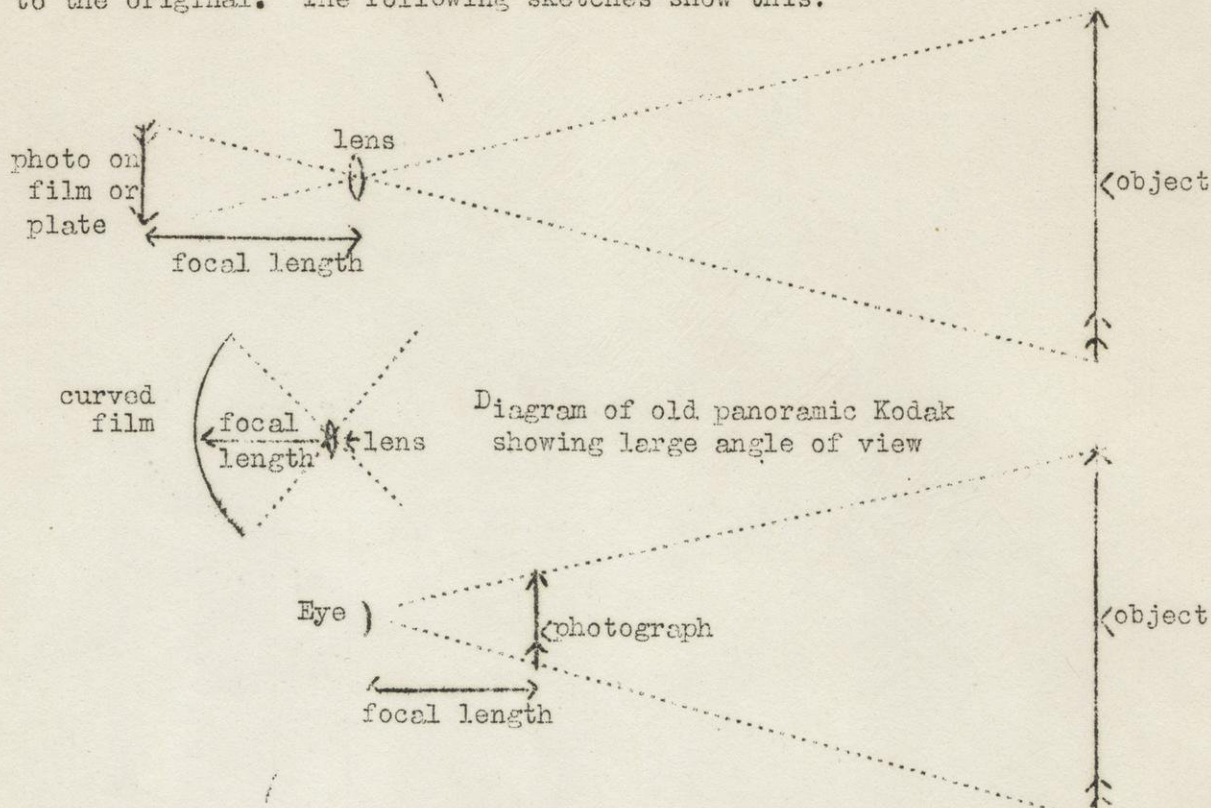 to the original. The following sketches show this.
lens
photo on
film or
plate
object
focal length
curved
film
focal
length
lens
Diagram of old panoramic Kodak
showing large angle of view
Eye
photograph
object
focal length